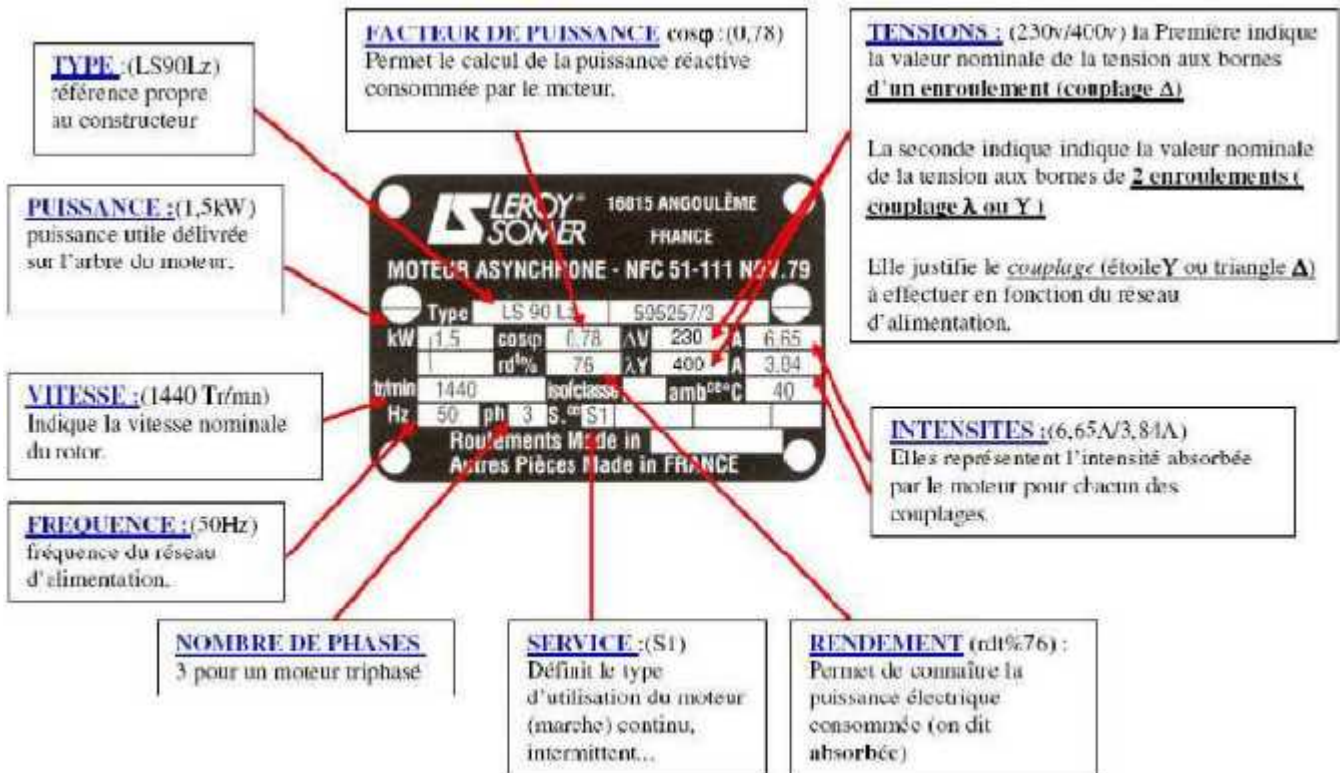 TYPE :(LS90Lz)
référence propre
au constructeur
FACTEUR DE PUISSANCE cosφ :(0,78)
Permet le calcul de la puissance réactive
consommée par le moteur.
TENSIONS : (230v/400v) la Première indique
la valeur nominale de la tension aux bornes
d'un enroulement (couplage Δ)
La seconde indique indique la valeur nominale
de la tension aux bornes de 2 enroulements (
couplage λ ou Y )
Elle justifie le couplage (étoile Y ou triangle Δ)
à effectuer en fonction du réseau
d'alimentation.
PUISSANCE :(1,5kW)
puissance utile délivrée
sur l'arbre du moteur.
VITESSE :(1440 Tr/mn)
Indique la vitesse nominale
du rotor.
FREQUENCE :(50Hz)
fréquence du réseau
d'alimentation.
LS LEROY® SOMER
16015 ANGOULÊME
FRANCE
MOTEUR ASYNCHRONE - NFC 51-111 NOV.79
Type LS 90 Lz 595257/3
kW 1,5 cosφ 0,78 ΔV 230 A 6.65
rdt% 76 λY 400 A 3.84
tr/min 1440 isolclasse amb ce °C 40
Hz 50 ph 3 S. ce S1
Roulements Made in
Autres Pièces Made in FRANCE
INTENSITES :(6,65A/3,84A)
Elles représentent l'intensité absorbée
par le moteur pour chacun des
couplages.
NOMBRE DE PHASES
3 pour un moteur triphasé
SERVICE :(S1)
Définit le type
d'utilisation du moteur
(marche) continu,
intermittent...
RENDEMENT (rdt%76) :
Permet de connaître la
puissance électrique
consommée (on dit
absorbée)